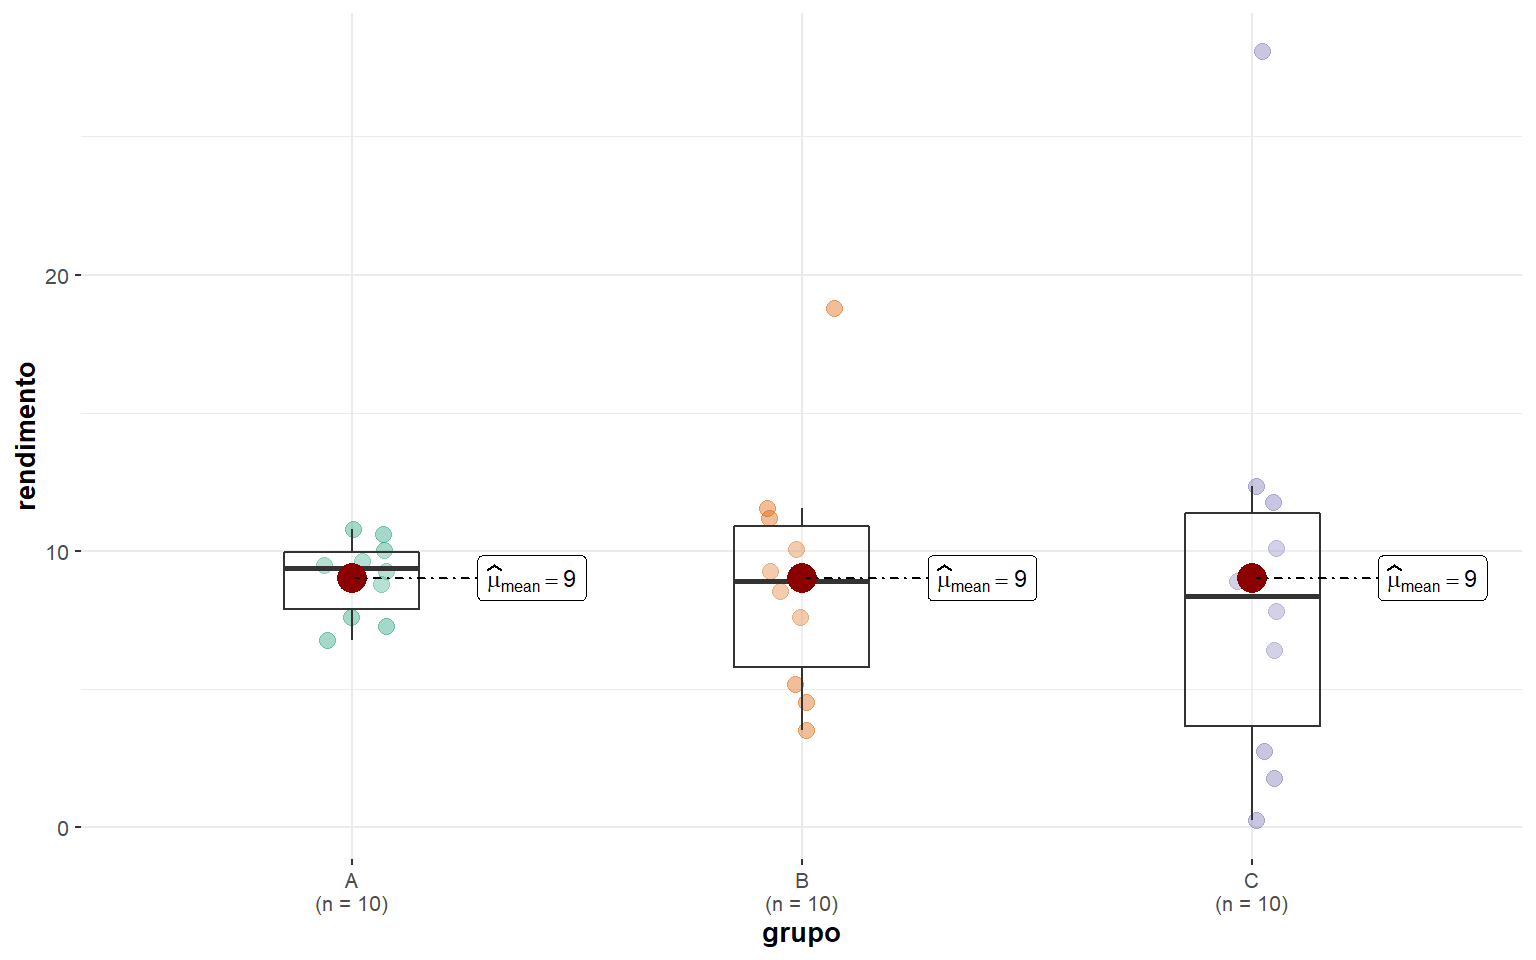 20
10
0
rendimento
μ̂mean = 9
μ̂mean = 9
μ̂mean = 9
A
(n = 10)
B
(n = 10)
C
(n = 10)
grupo